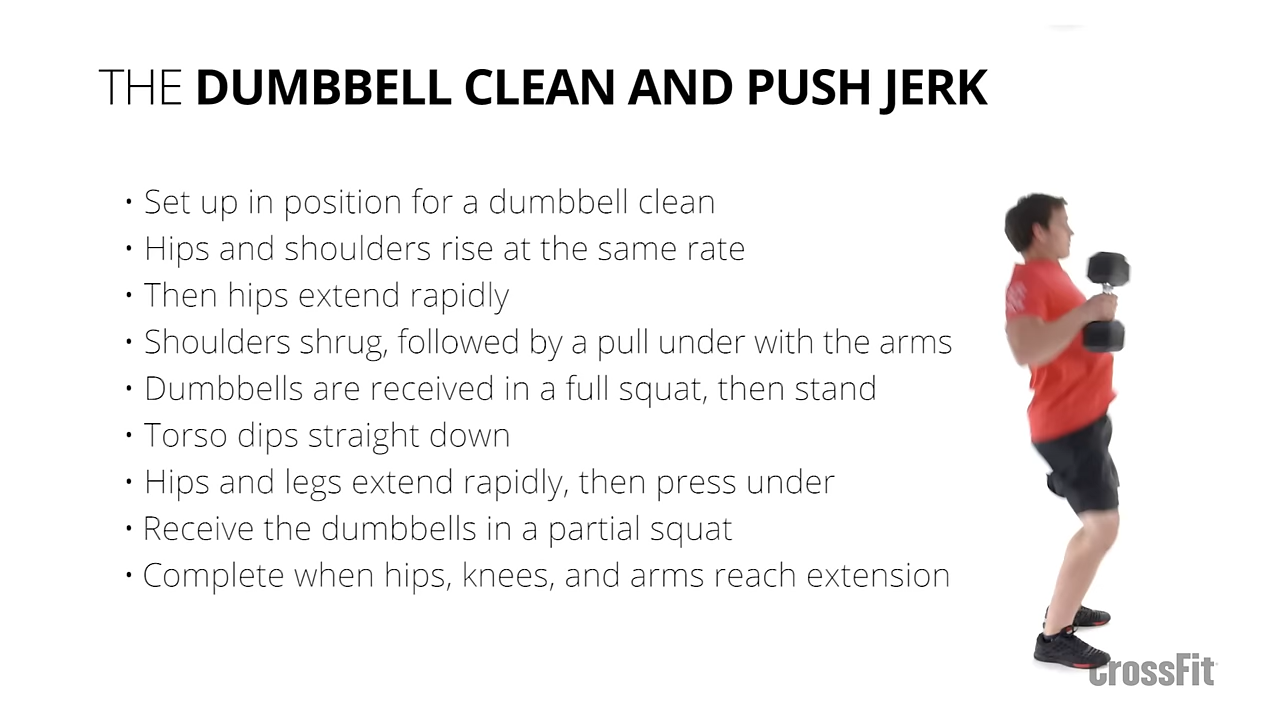 THE DUMBBELL CLEAN AND PUSH JERK
• Set up in position for a dumbbell clean
• Hips and shoulders rise at the same rate
• Then hips extend rapidly
• Shoulders shrug, followed by a pull under with the arms
• Dumbbells are received in a full squat, then stand
• Torso dips straight down
• Hips and legs extend rapidly, then press under
• Receive the dumbbells in a partial squat
• Complete when hips, knees, and arms reach extension
CrossFit